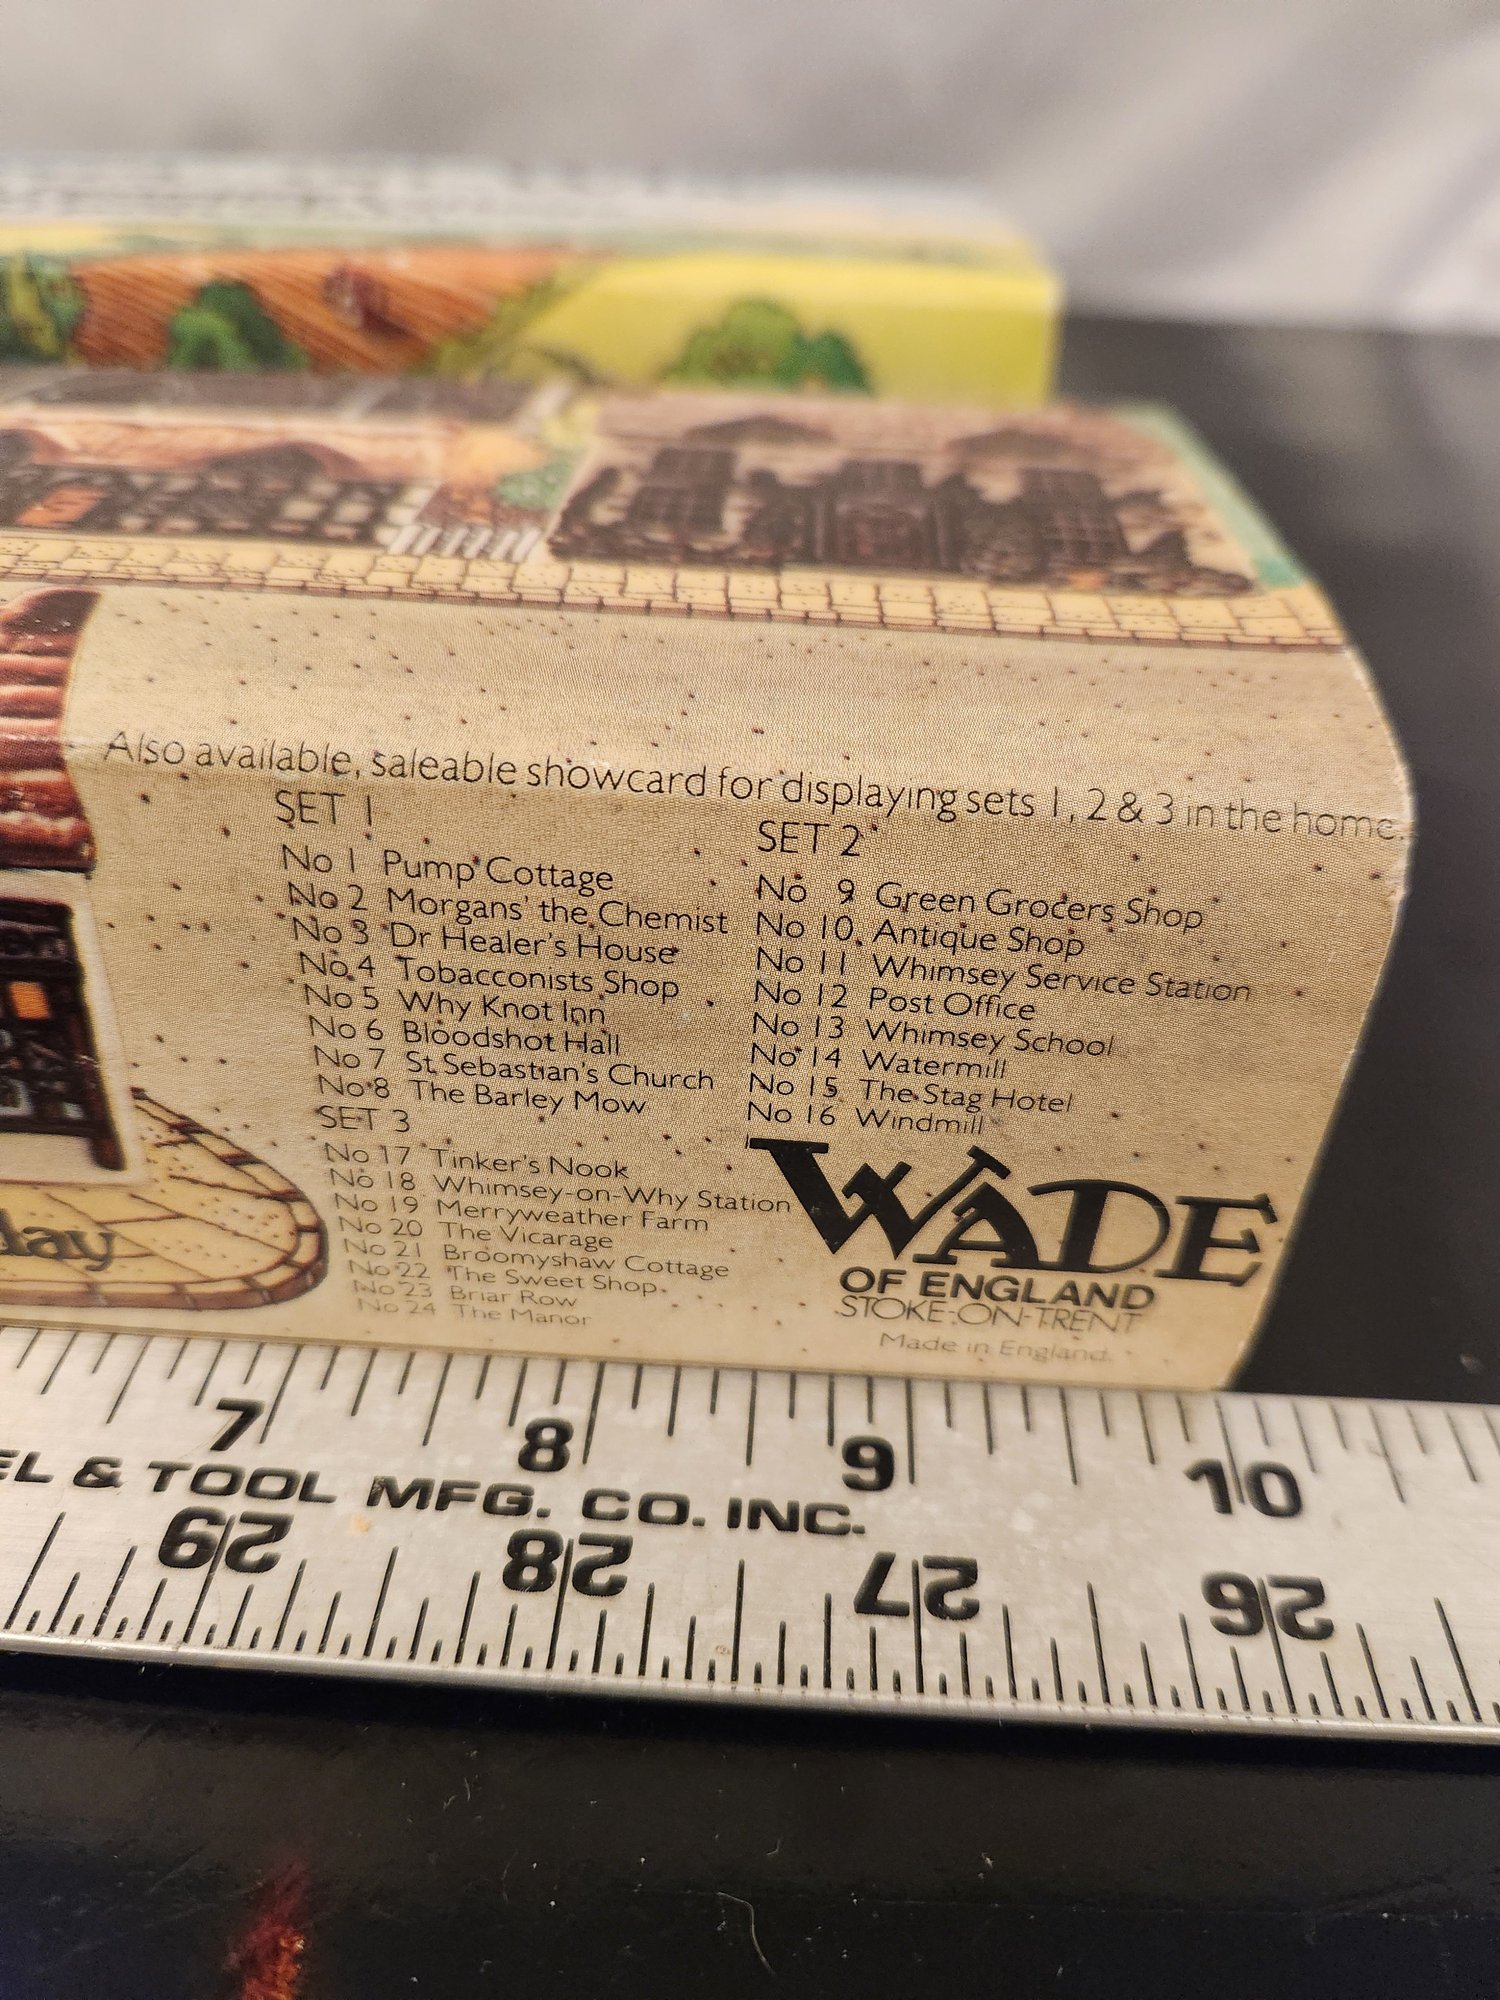 Also available, saleable showcard for displaying sets 1, 2 & 3 in the home.
SET 1
No 1 Pump Cottage
No 2 Morgans' the Chemist
No 3 Dr Healer's House
No 4 Tobacconists Shop
No 5 Why Knot Inn
No 6 Bloodshot Hall
No 7 St. Sebastian's Church
No 8 The Barley Mow
SET 2
No 9 Green Grocers Shop
No 10 Antique Shop
No 11 Whimsey Service Station
No 12 Post Office
No 13 Whimsey School
No 14 Watermill
No 15 The Stag Hotel
No 16 Windmill
SET 3
No 17 Tinker's Nook
No 18 Whimsey-on-Why Station
No 19 Merryweather Farm
No 20 The Vicarage
No 21 Broomyshaw Cottage
No 22 The Sweet Shop
No 23 Briar Row
No 24 The Manor
WADE
OF ENGLAND
STOKE-ON-TRENT
Made in England.
day
7 8 9 10
EL & TOOL MFG. CO. INC.
29 28 27 26